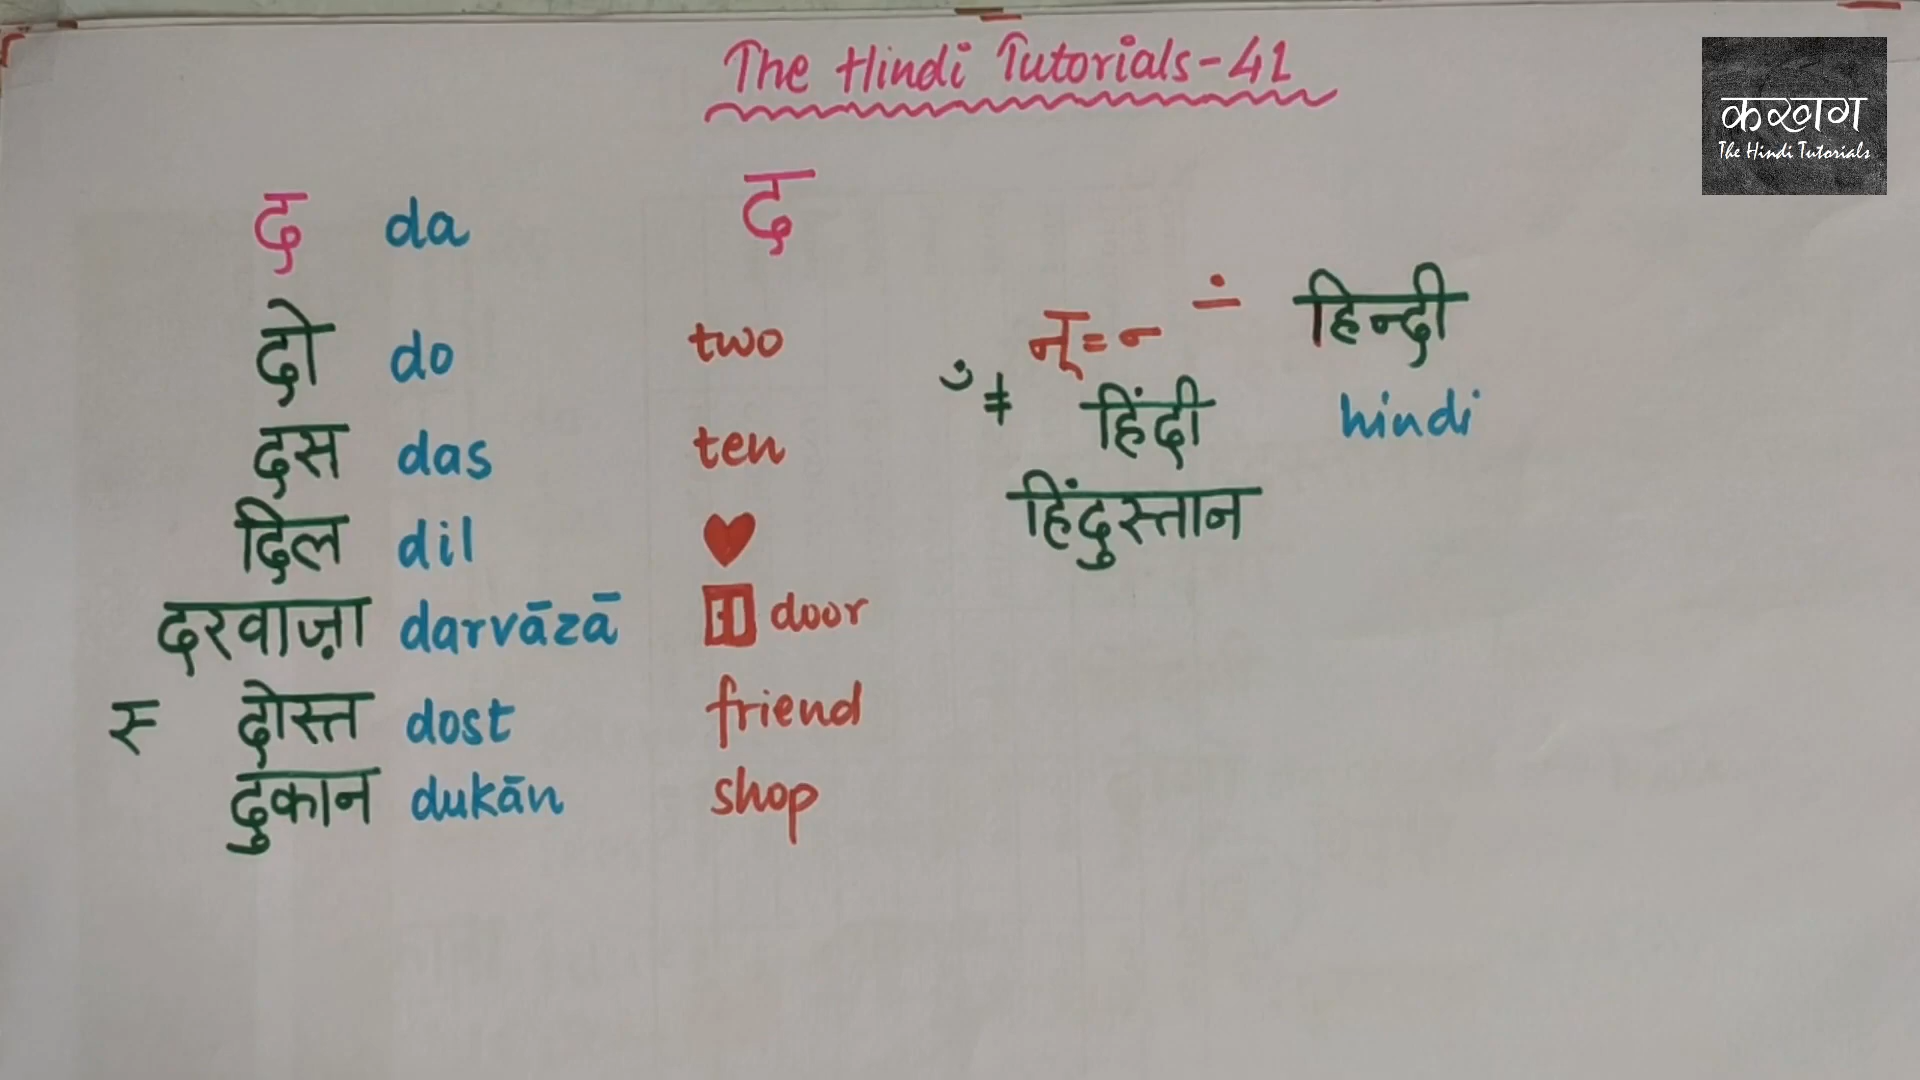 The Hindi Tutorials-41
कखगग
The Hindi Tutorials
द da द
दो do two
दस das ten
दिल dil
दरवाज़ा darvāzā door
स् दोस्त dost friend
दुकान dukān shop
न् = हिन्दी
ँ ≠ हिंदी hindi
हिंदुस्तान